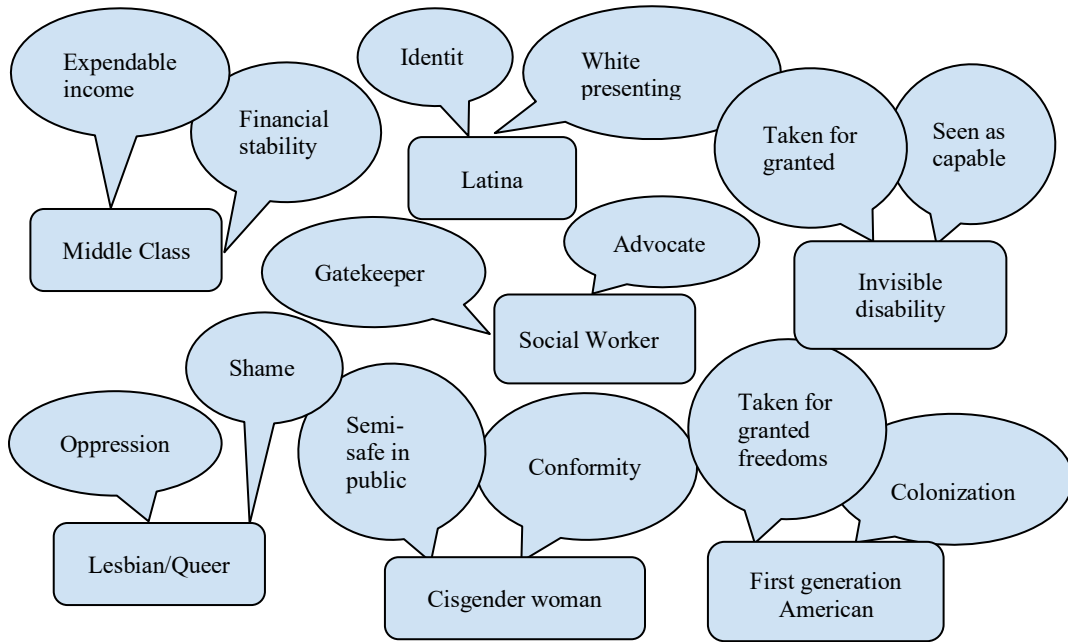 Expendable
income
Financial
stability
Middle Class
Identit
White
presenting
Latina
Taken for
granted
Seen as
capable
Invisible
disability
Gatekeeper
Advocate
Social Worker
Oppression
Shame
Lesbian/Queer
Semi-
safe in
public
Conformity
Cisgender woman
Taken for
granted
freedoms
Colonization
First generation
American